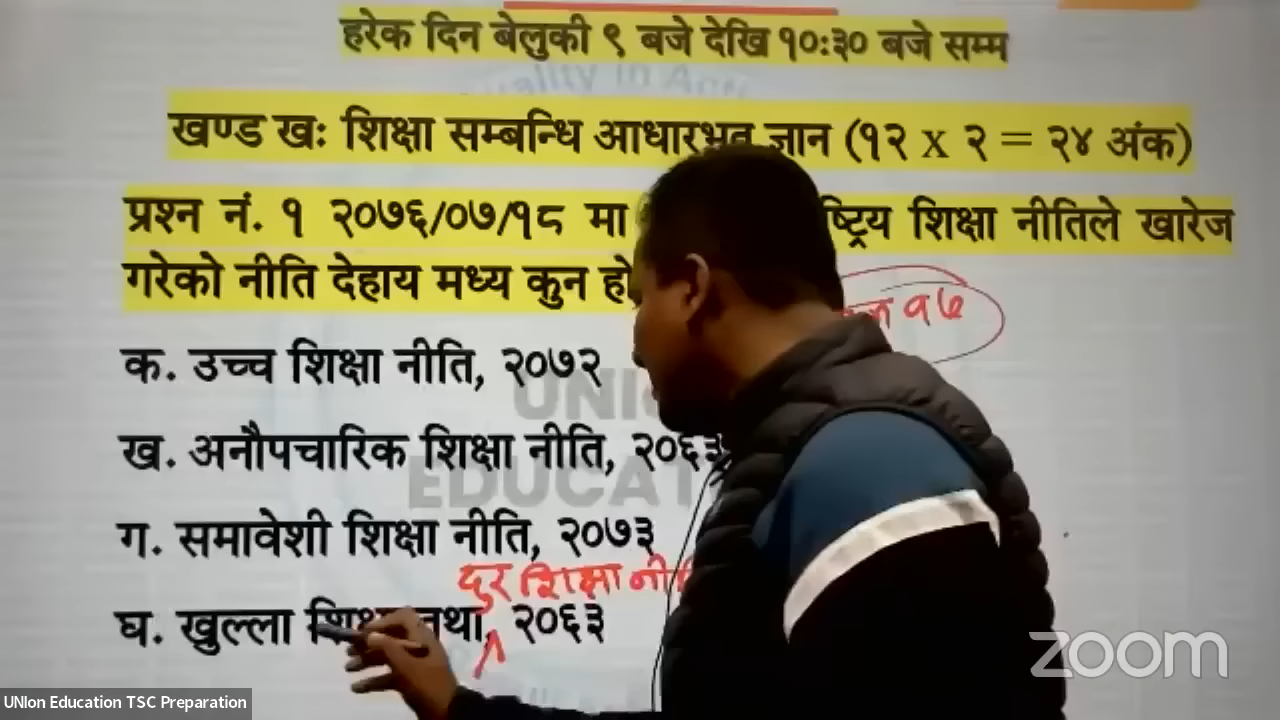 हरेक दिन बेलुकी ९ बजे देखि १०:३० बजे सम्म
खण्ड खः शिक्षा सम्बन्धि आधारभूत ज्ञान (१२ x २ = २४ अंक)
प्रश्न नं. १ २०७६/०७/१८ मा शिक्षा नीतिले खारेज
गरेको नीति देहाय मध्य कुन
१७
क. उच्च शिक्षा नीति, २०७२
ख. अनौपचारिक शिक्षा नीति, २०६३
ग. समावेशी शिक्षा नीति, २०७३
दुर शिक्षा
घ. खुल्ला शिक्षा तथा, २०६३
zoom
UNIon Education TSC Preparation